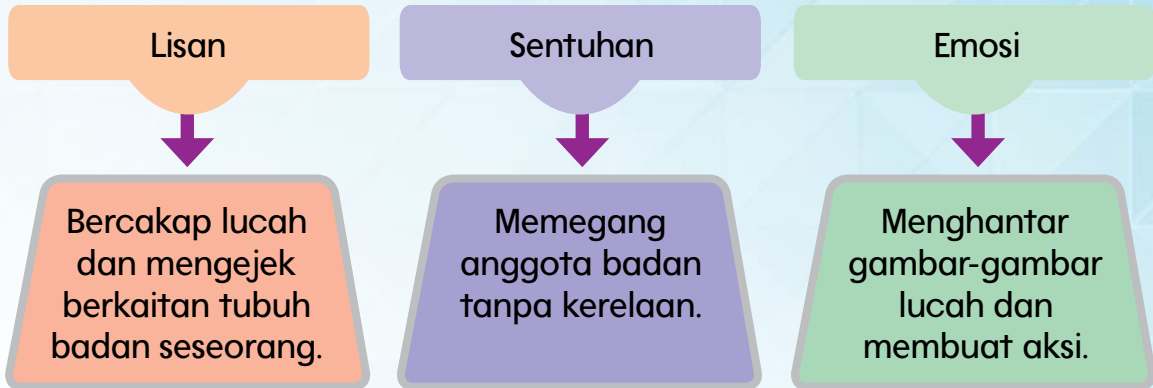 Lisan
Sentuhan
Emosi
Bercakap lucah
dan mengejek
berkaitan tubuh
badan seseorang.
Memegang
anggota badan
tanpa kerelaan.
Menghantar
gambar-gambar
lucah dan
membuat aksi.